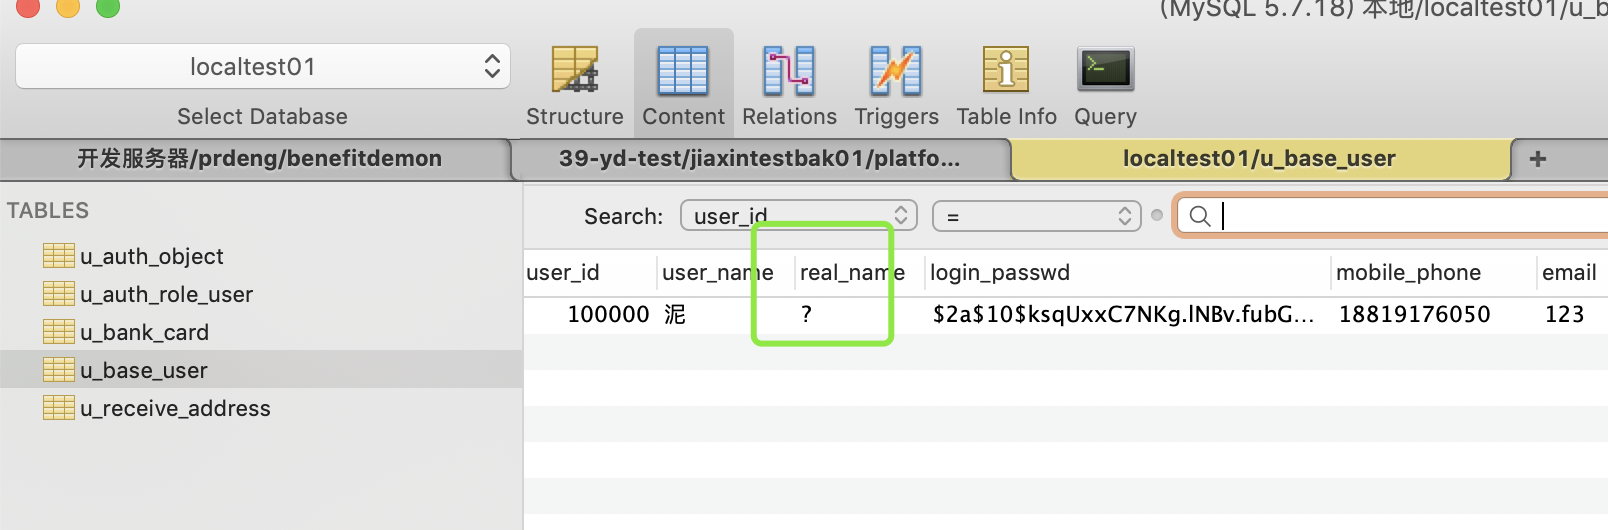 (MySQL 5.7.18) 本地/localtest01/u_b
localtest01
Select Database
Structure
Content
Relations
Triggers
Table Info
Query
开发服务器/prdeng/benefitdemon
39-yd-test/jiaxintestbak01/platfo...
localtest01/u_base_user
+
TABLES
u_auth_object
u_auth_role_user
u_bank_card
u_base_user
u_receive_address
Search: user_id =
user_id user_name real_name login_passwd mobile_phone email
100000 泥 ? $2a$10$ksqUxxC7NKg.lNBv.fubG... 18819176050 123